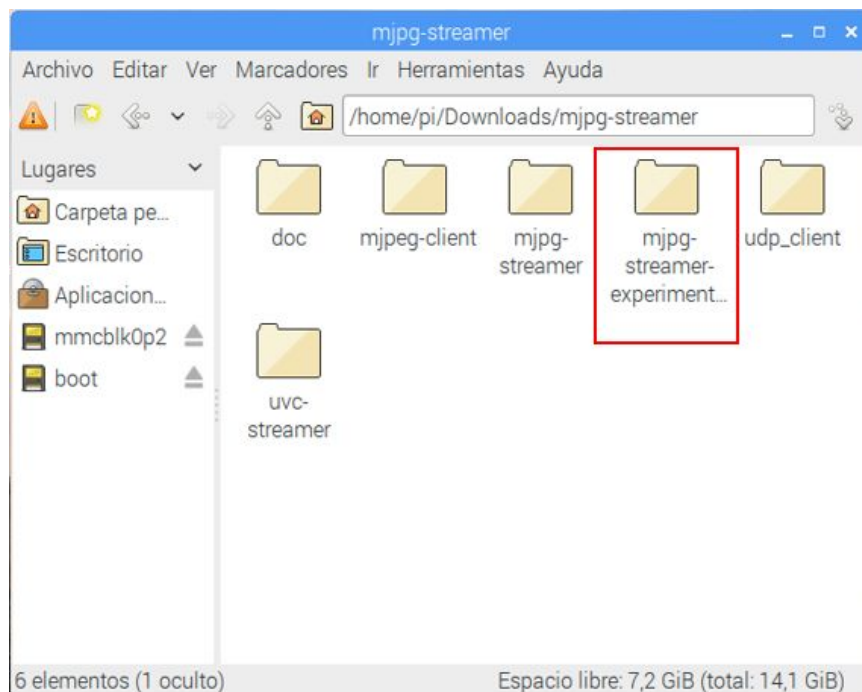 mjpg-streamer
Archivo Editar Ver Marcadores Ir Herramientas Ayuda
/home/pi/Downloads/mjpg-streamer
Lugares
Carpeta pe...
Escritorio
Aplicacion...
mmcblk0p2
boot
doc
mjpeg-client
mjpg-
streamer
mjpg-
streamer-
experiment...
udp_client
uvc-
streamer
6 elementos (1 oculto)
Espacio libre: 7,2 GiB (total: 14,1 GiB)